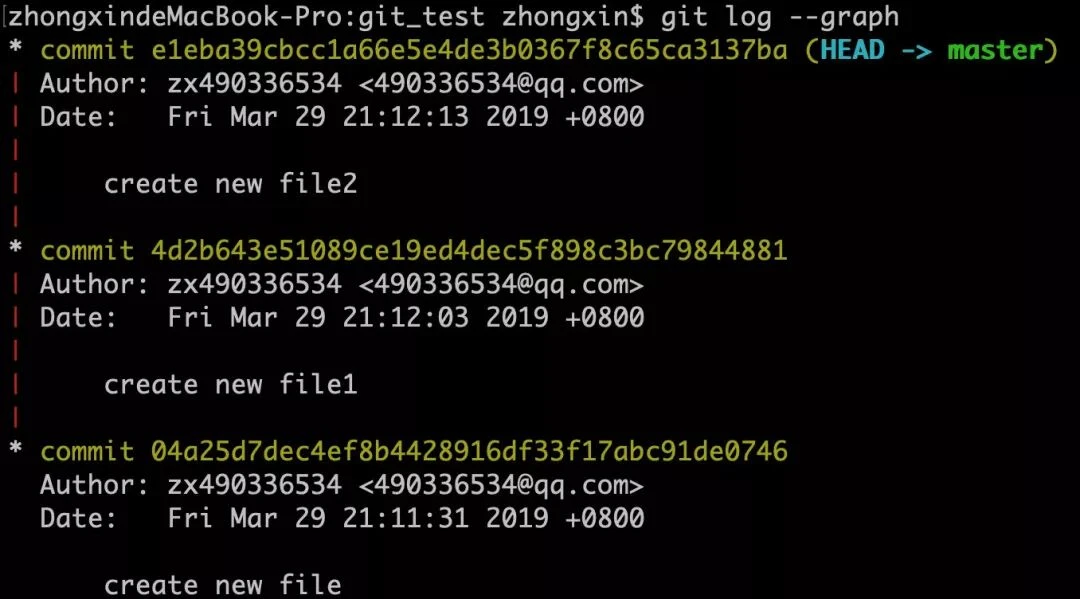 zhongxindeMacBook-Pro:git_test zhongxin$ git log --graph
* commit e1eba39cbcc1a66e5e4de3b0367f8c65ca3137ba (HEAD -> master)
| Author: zx490336534 <490336534@qq.com>
| Date:   Fri Mar 29 21:12:13 2019 +0800
|
|     create new file2
|
* commit 4d2b643e51089ce19ed4dec5f898c3bc79844881
| Author: zx490336534 <490336534@qq.com>
| Date:   Fri Mar 29 21:12:03 2019 +0800
|
|     create new file1
|
* commit 04a25d7dec4ef8b4428916df33f17abc91de0746
  Author: zx490336534 <490336534@qq.com>
  Date:   Fri Mar 29 21:11:31 2019 +0800

      create new file